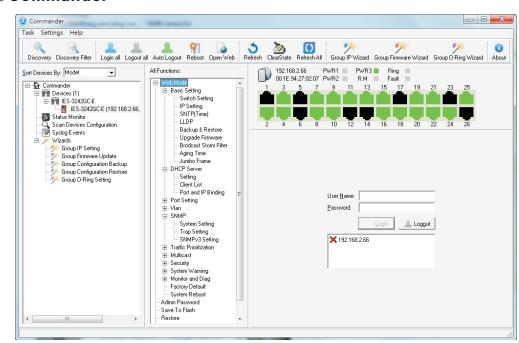 Commander
Task Settings Help
Discovery Discovery Filter Login all Logout all Auto Logout Reboot Open Web Refresh ClearState Refresh All Group IP Wizard Group Firmware Wizard Group O-Ring Wizard About
Sort Devices By: Model
Commander
Devices (1)
IES-3242GC-E
IES-3242GC-E (192.168.2.66,
Status Monitor
Scan Devices Configuration
Syslog Events
Wizards
Group IP Setting
Group Firmware Update
Group Configuration Backup
Group Configuration Restore
Group O-Ring Setting
All Functions:
Web Mode
Basic Setting
Switch Setting
IP Setting
SNTP(Time)
LLDP
Backup & Restore
Upgrade Firmware
Brodcast Storm Filter
Aging Time
Jumbo Frame
DHCP Server
Setting
Client List
Port and IP Binding
Port Setting
Vlan
SNMP
System Setting
Trap Setting
SNMPv3 Setting
Traffic Prioritization
Multicast
Security
System Warning
Monitor and Diag
Factory Default
System Reboot
Admin Password
Save To Flash
Restore
192.168.2.66 PWR1 PWR3 Ring
00:1E:94:27:02:07 PWR2 R.M Fault
1 3 5 7 9 11 13 15 17 19 21 23 25
2 4 6 8 10 12 14 16 18 20 22 24 26
User Name:
Password:
Login Logout
192.168.2.66